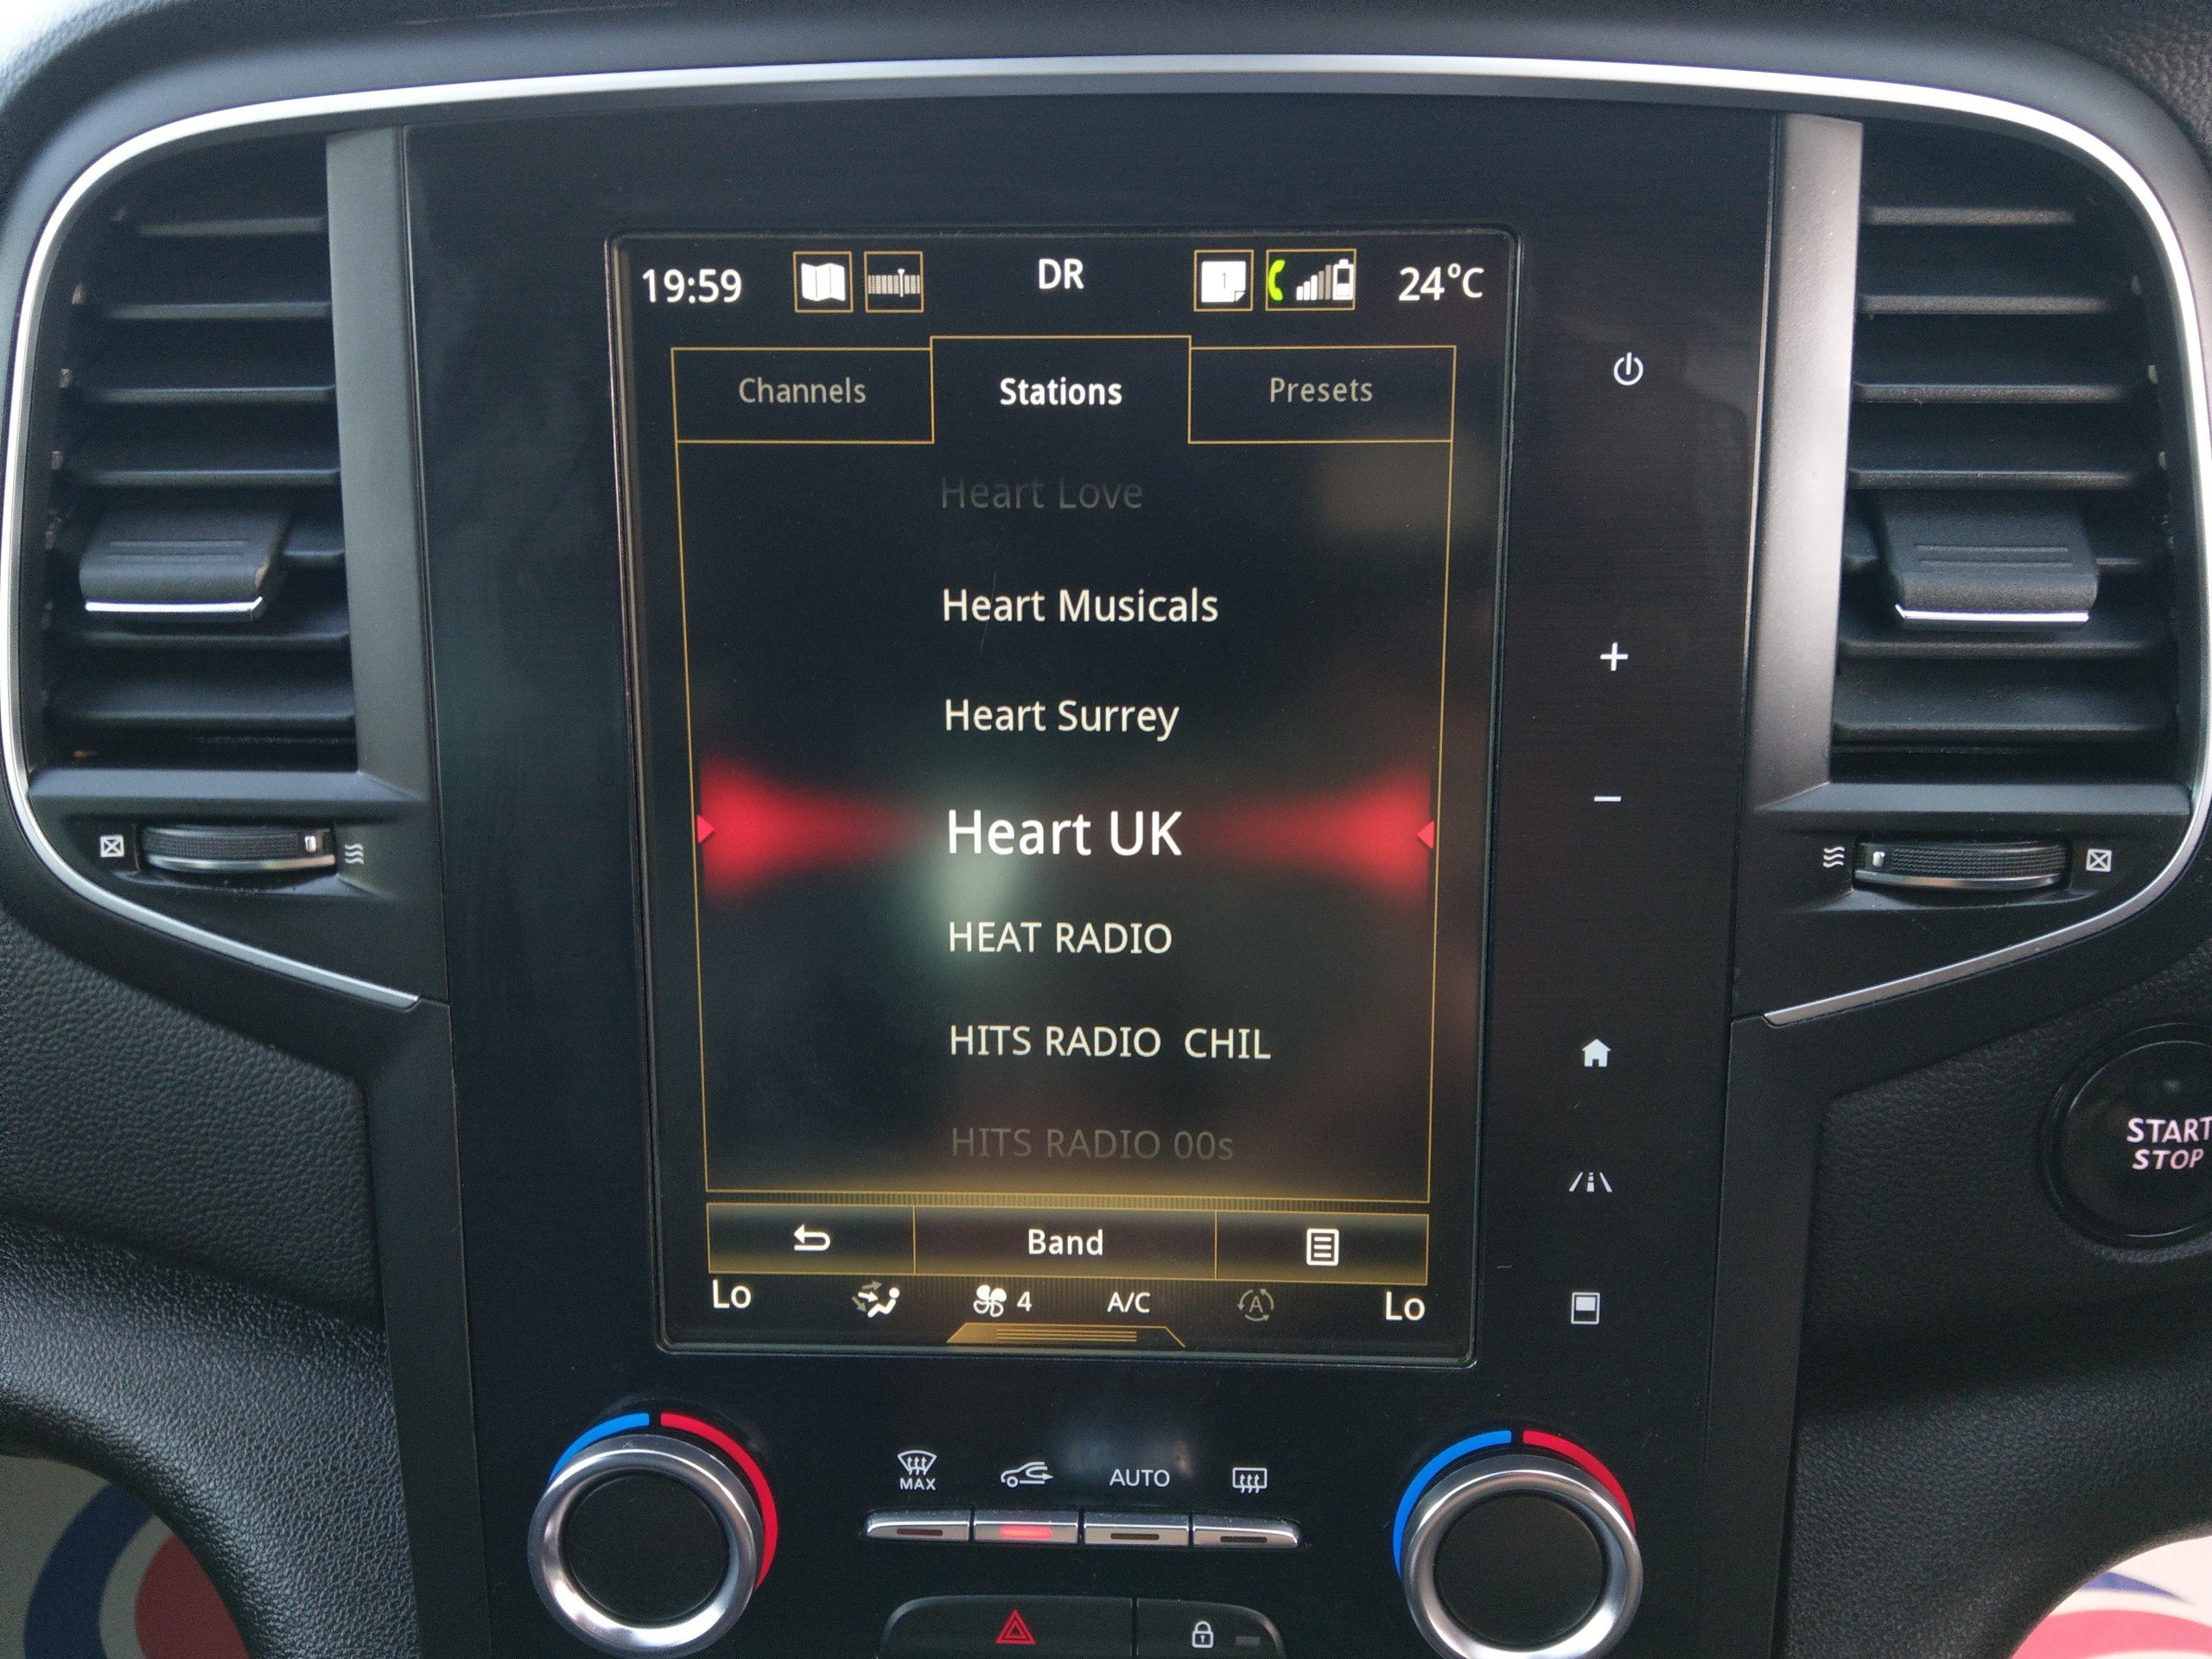 19:59 DR 1 24°C
Channels Stations Presets
Heart Love
Heart Musicals
Heart Surrey
Heart UK
HEAT RADIO
HITS RADIO CHIL
HITS RADIO 00s
Band
Lo 4 A/C A Lo
START
STOP
MAX AUTO